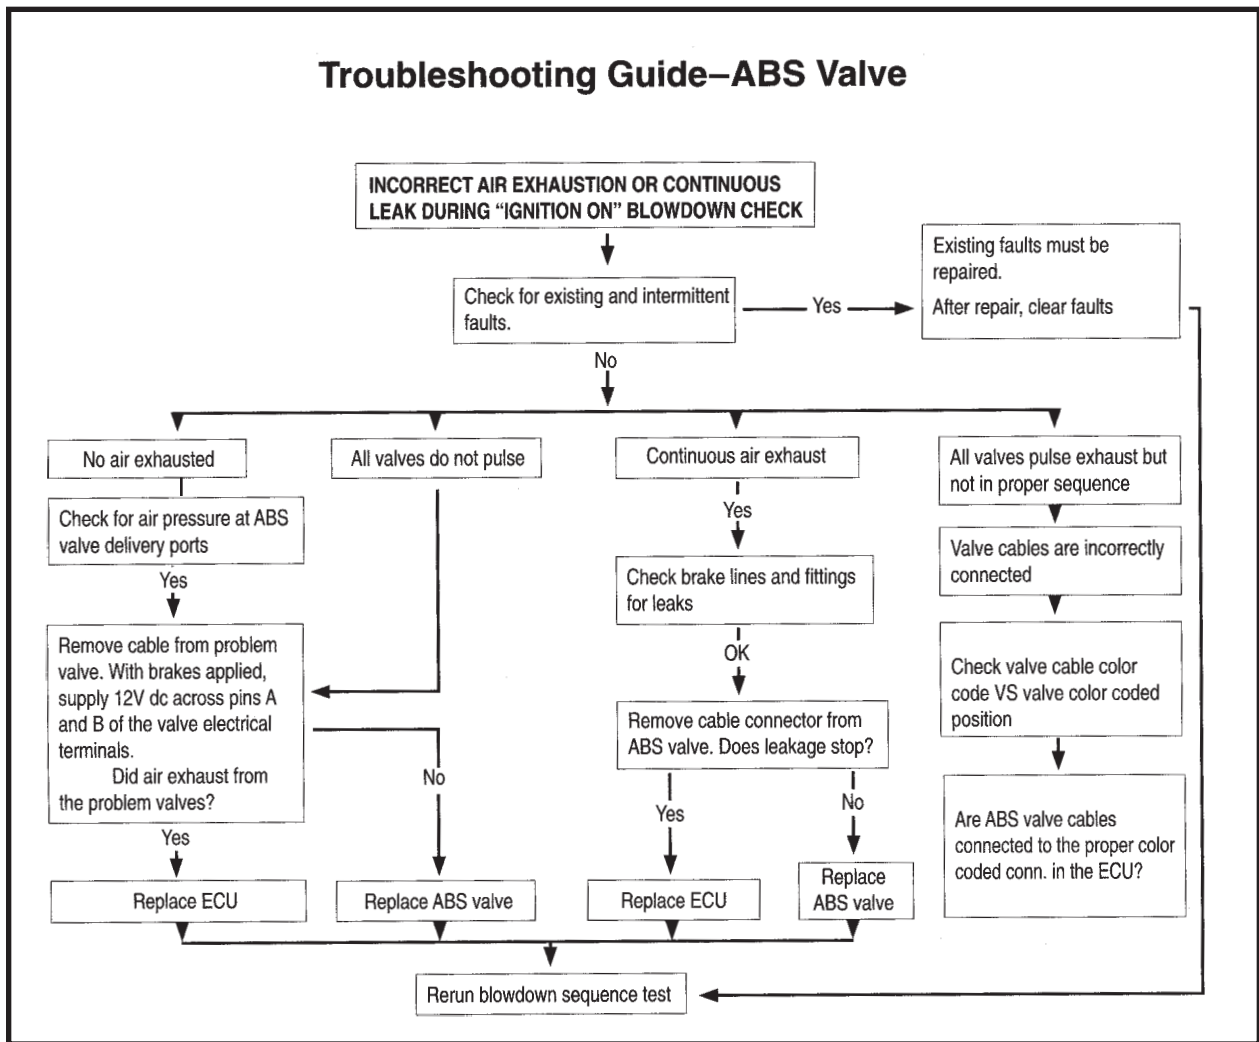 Troubleshooting Guide–ABS Valve
INCORRECT AIR EXHAUSTION OR CONTINUOUS
LEAK DURING “IGNITION ON” BLOWDOWN CHECK
Check for existing and intermittent
faults.
Yes
Existing faults must be
repaired.
After repair, clear faults
No
No air exhausted
Check for air pressure at ABS
valve delivery ports
Yes
Remove cable from problem
valve. With brakes applied,
supply 12V dc across pins A
and B of the valve electrical
terminals.
Did air exhaust from
the problem valves?
Yes
Replace ECU
All valves do not pulse
No
Replace ABS valve
Continuous air exhaust
Yes
Check brake lines and fittings
for leaks
OK
Remove cable connector from
ABS valve. Does leakage stop?
Yes
Replace ECU
No
Replace
ABS valve
All valves pulse exhaust but
not in proper sequence
Valve cables are incorrectly
connected
Check valve cable color
code VS valve color coded
position
Are ABS valve cables
connected to the proper color
coded conn. in the ECU?
Rerun blowdown sequence test